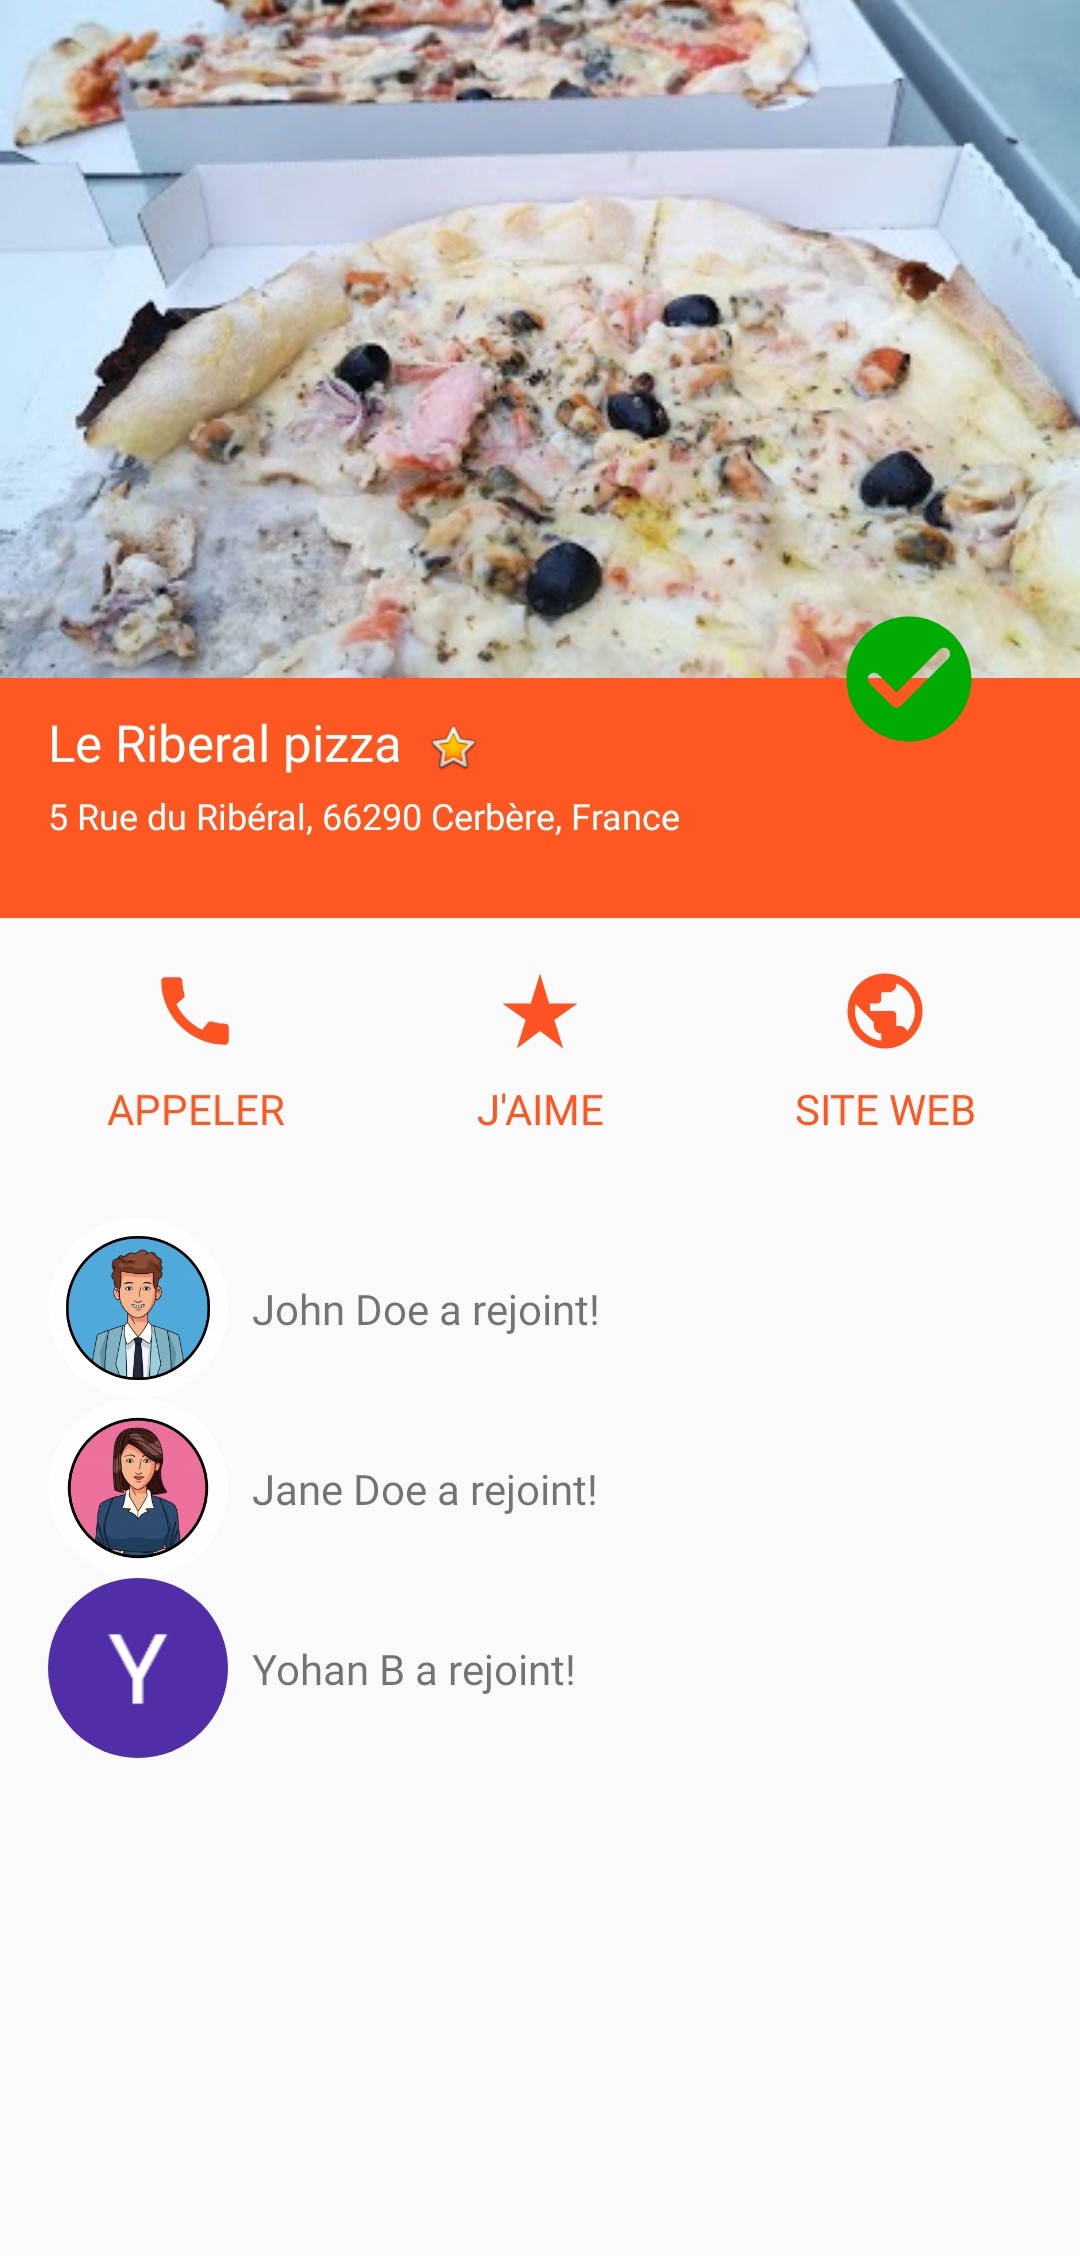 Le Riberal pizza
5 Rue du Ribéral, 66290 Cerbère, France
APPELER
J'AIME
SITE WEB
John Doe a rejoint!
Jane Doe a rejoint!
Y
Yohan B a rejoint!